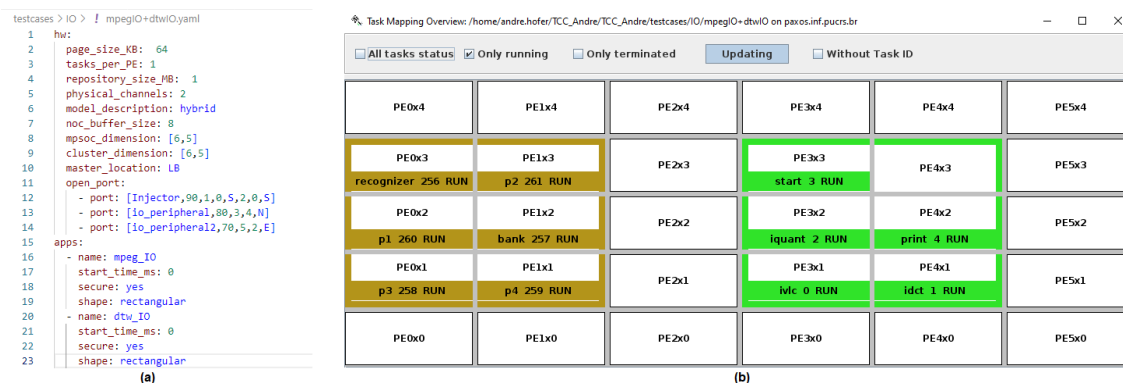 testcases > IO > ! mpegIO+dtwIO.yaml
1 hw:
2 page_size_KB: 64
3 tasks_per_PE: 1
4 repository_size_MB: 1
5 physical_channels: 2
6 model_description: hybrid
7 noc_buffer_size: 8
8 mpsoc_dimension: [6,5]
9 cluster_dimension: [6,5]
10 master_location: LB
11 open_port:
12 - port: [Injector,90,1,0,S,2,0,S]
13 - port: [io_peripheral,80,3,4,N]
14 - port: [io_peripheral2,70,5,2,E]
15 apps:
16 - name: mpeg_IO
17 start_time_ms: 0
18 secure: yes
19 shape: rectangular
20 - name: dtw_IO
21 start_time_ms: 0
22 secure: yes
23 shape: rectangular
(a)
Task Mapping Overview: /home/andre.hofer/TCC_Andre/TCC_Andre/testcases/IO/mpegIO+dtwIO on paxos.inf.pucrs.br
All tasks status Only running Only terminated Updating Without Task ID
PE0x4 PE1x4 PE2x4 PE3x4 PE4x4 PE5x4
PE0x3 PE1x3 PE2x3 PE3x3 PE4x3 PE5x3
recognizer 256 RUN p2 261 RUN start 3 RUN
PE0x2 PE1x2 PE2x2 PE3x2 PE4x2 PE5x2
p1 260 RUN bank 257 RUN iquant 2 RUN print 4 RUN
PE0x1 PE1x1 PE2x1 PE3x1 PE4x1 PE5x1
p3 258 RUN p4 259 RUN ivlc 0 RUN idct 1 RUN
PE0x0 PE1x0 PE2x0 PE3x0 PE4x0 PE5x0
(b)